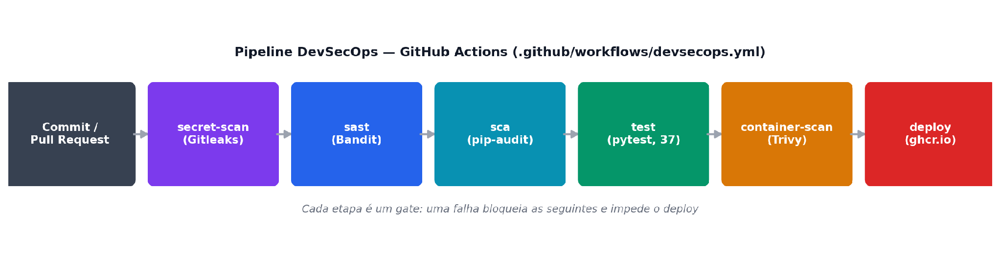 Pipeline DevSecOps — GitHub Actions (.github/workflows/devsecops.yml)
Commit /
Pull Request
secret-scan
(Gitleaks)
sast
(Bandit)
sca
(pip-audit)
test
(pytest, 37)
container-scan
(Trivy)
deploy
(ghcr.io)
Cada etapa é um gate: uma falha bloqueia as seguintes e impede o deploy